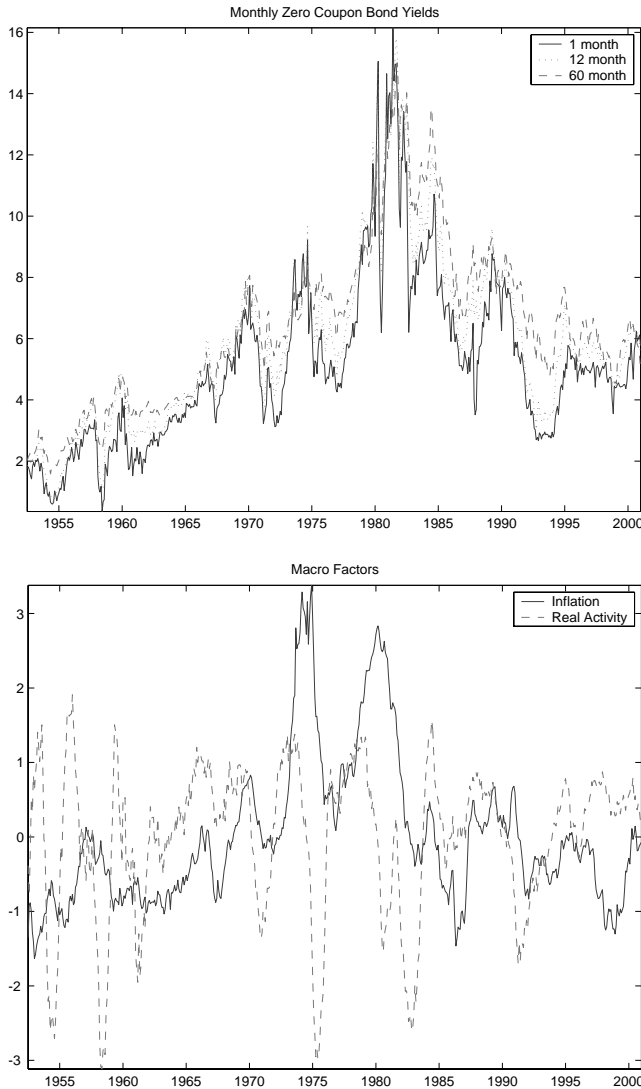 Monthly Zero Coupon Bond Yields
16
14
12
10
8
6
4
2
1 month
12 month
60 month
1955 1960 1965 1970 1975 1980 1985 1990 1995 2000
Macro Factors
3
2
1
0
-1
-2
-3
Inflation
Real Activity
1955 1960 1965 1970 1975 1980 1985 1990 1995 2000